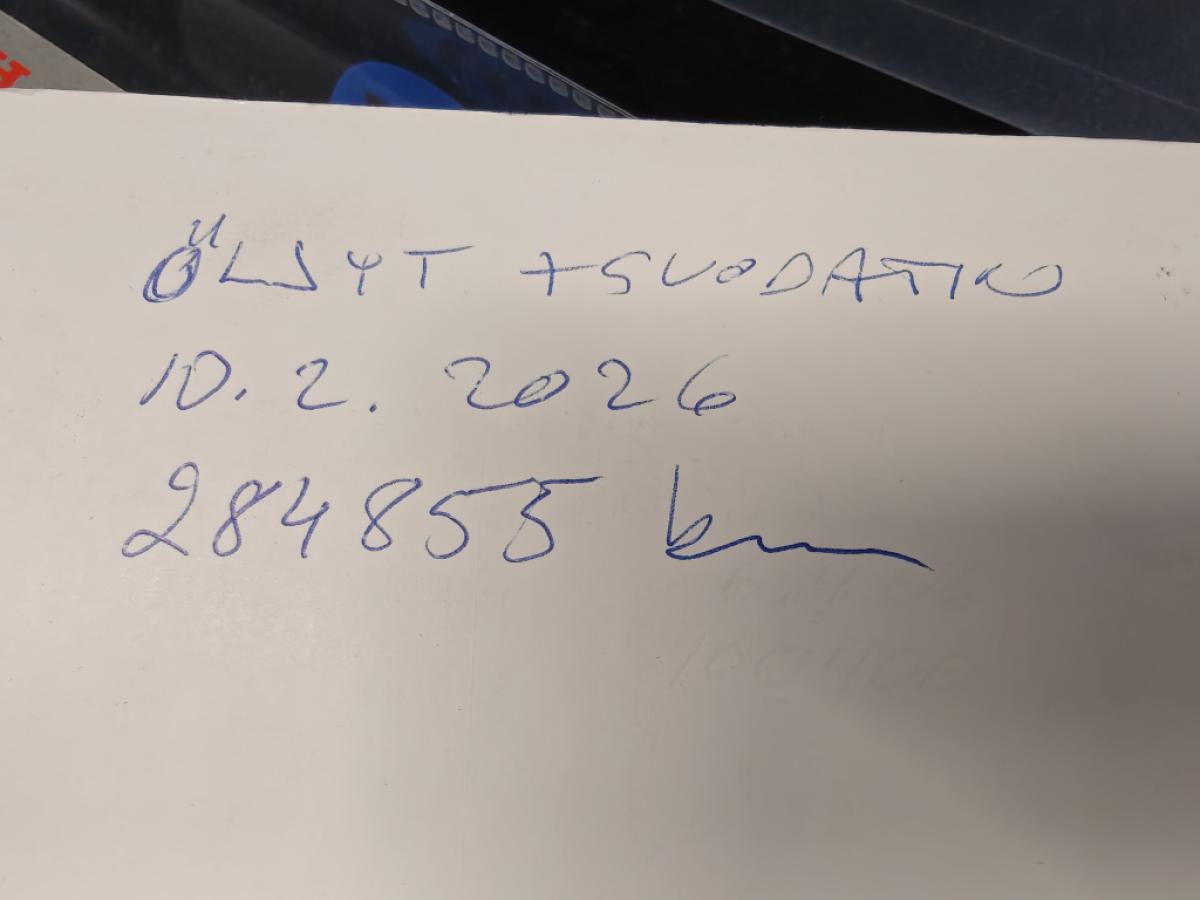 ÖLJYT + SUODATIN
10.2.2026
284855 km